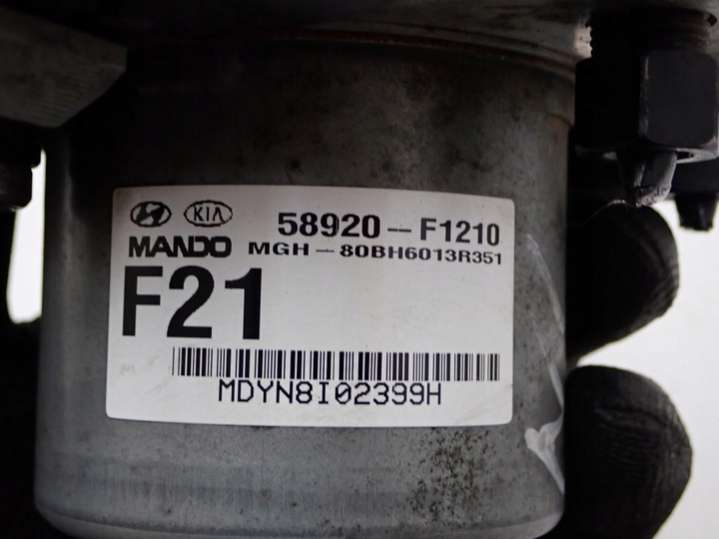 KIA 58920-F1210
MANDO MGH-80BH6013R351
F21
MDYN8I02399H